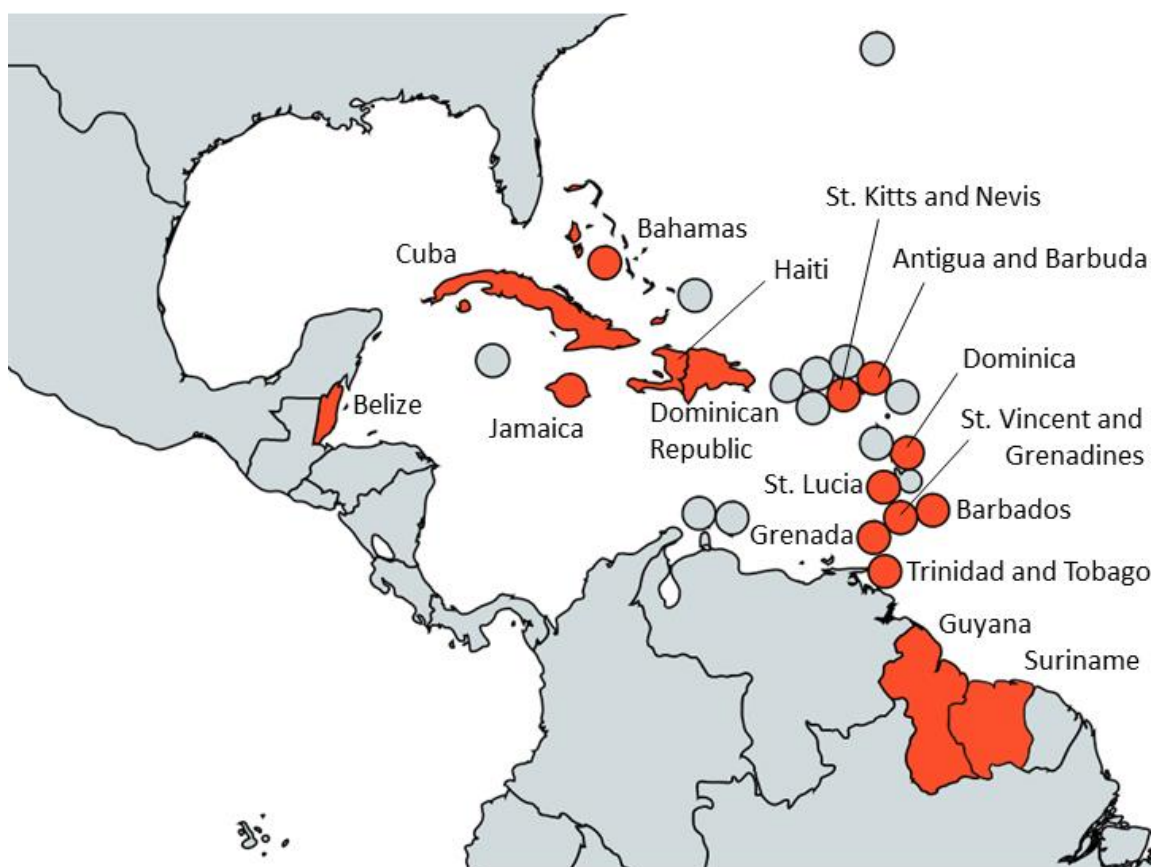 St. Kitts and Nevis
Bahamas
Cuba
Haiti
Antigua and Barbuda
Dominica
Belize
Jamaica
Dominican
Republic
St. Vincent and
Grenadines
St. Lucia
Barbados
Grenada
Trinidad and Tobago
Guyana
Suriname